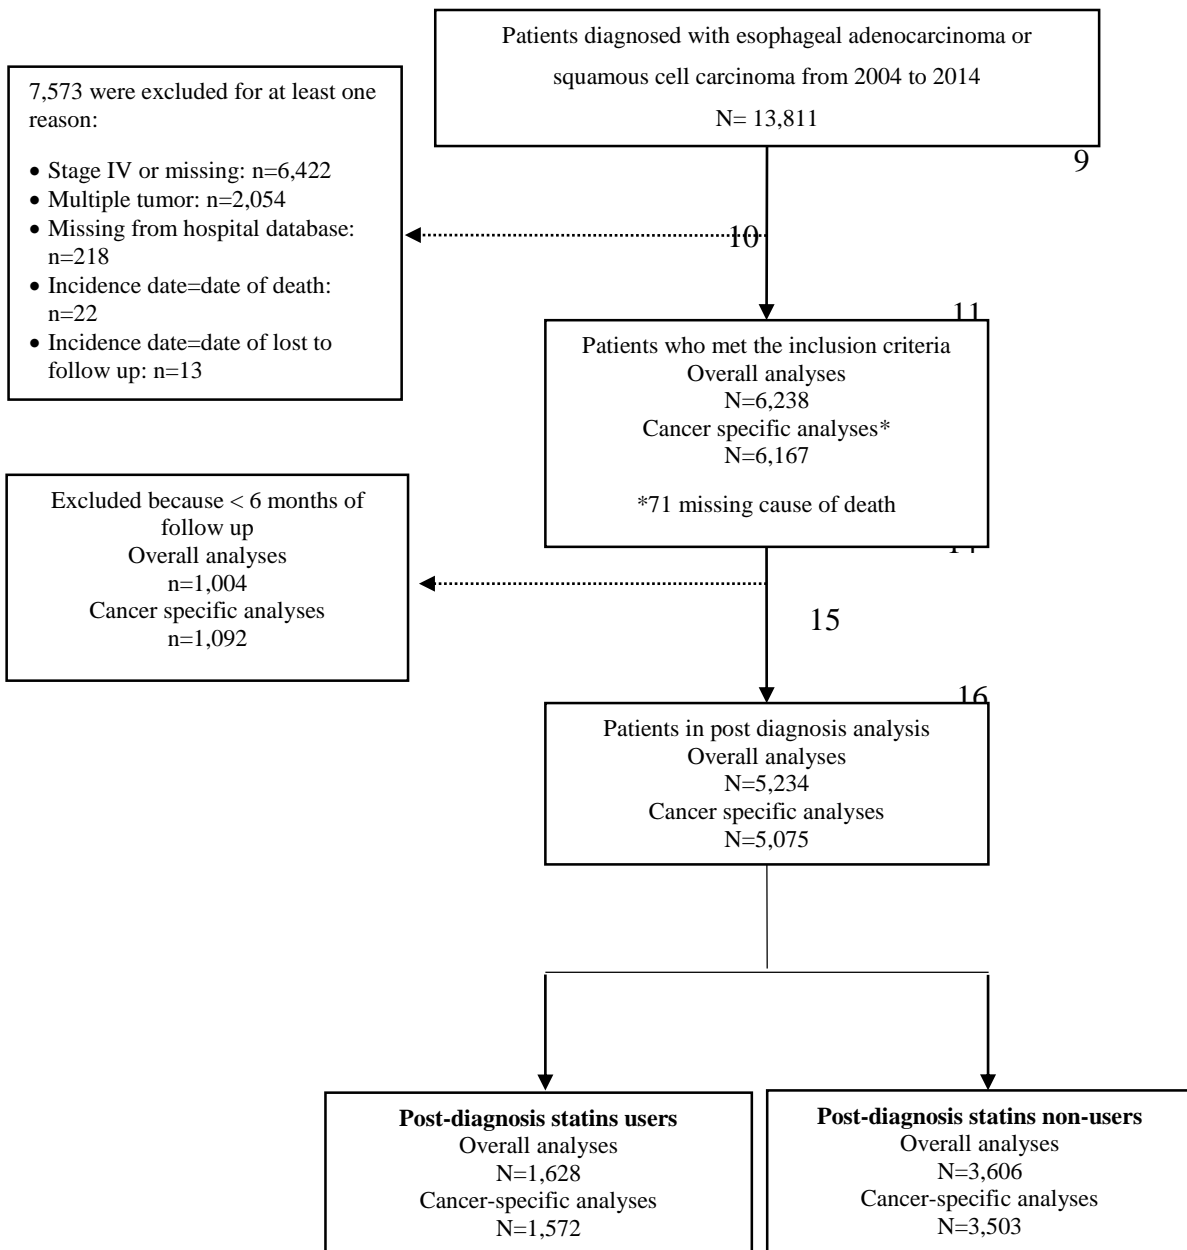 Patients diagnosed with esophageal adenocarcinoma or
squamous cell carcinoma from 2004 to 2014
N= 13,811
9
7,573 were excluded for at least one
reason:
• Stage IV or missing: n=6,422
• Multiple tumor: n=2,054
• Missing from hospital database:
n=218
• Incidence date=date of death:
n=22
• Incidence date=date of lost to
follow up: n=13
10
11
Patients who met the inclusion criteria
Overall analyses
N=6,238
Cancer specific analyses*
N=6,167
*71 missing cause of death
Excluded because < 6 months of
follow up
Overall analyses
n=1,004
Cancer specific analyses
n=1,092
15
16
Patients in post diagnosis analysis
Overall analyses
N=5,234
Cancer specific analyses
N=5,075
Post-diagnosis statins users
Overall analyses
N=1,628
Cancer-specific analyses
N=1,572
Post-diagnosis statins non-users
Overall analyses
N=3,606
Cancer-specific analyses
N=3,503